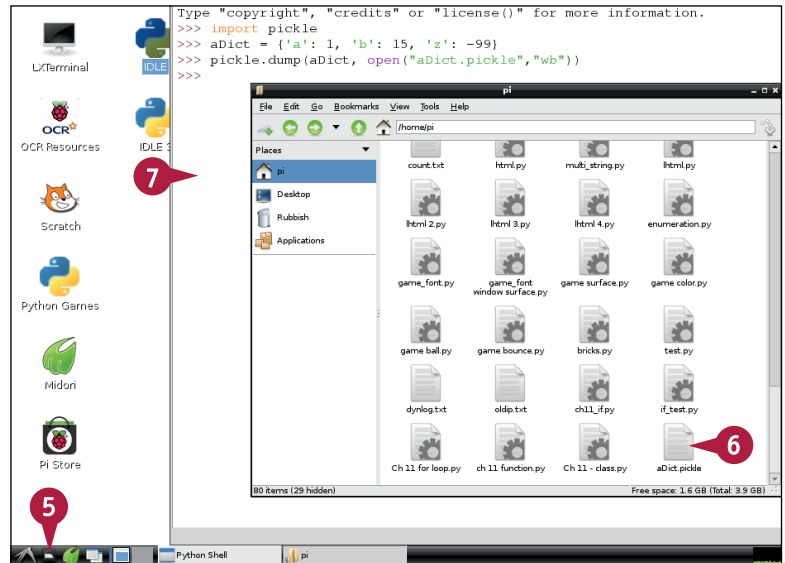 Type "copyright", "credits" or "license()" for more information.
>>> import pickle
>>> aDict = {'a': 1, 'b': 15, 'z': -99}
>>> pickle.dump(aDict, open("aDict.pickle","wb"))
>>>
LXTerminal
IDLE
OCR
OCR Resources
IDLE 3
Scratch
Python Games
Midori
Pi Store
7
pi
File Edit Go Bookmarks View Tools Help
/home/pi
Places
pi
Desktop
Rubbish
Applications
count.txt html.py multi_string.py lhtml.py
lhtml 2.py lhtml 3.py lhtml 4.py enumeration.py
game_font.py game_font window surface.py game surface.py game color.py
game ball.py game bounce.py bricks.py test.py
dynlog.txt oldip.txt ch11_if.py if_test.py
Ch 11 for loop.py ch 11 function.py Ch 11 - class.py aDict.pickle
6
80 items (29 hidden) Free space: 1.6 GB (Total: 3.9 GB)
5
Python Shell
pi